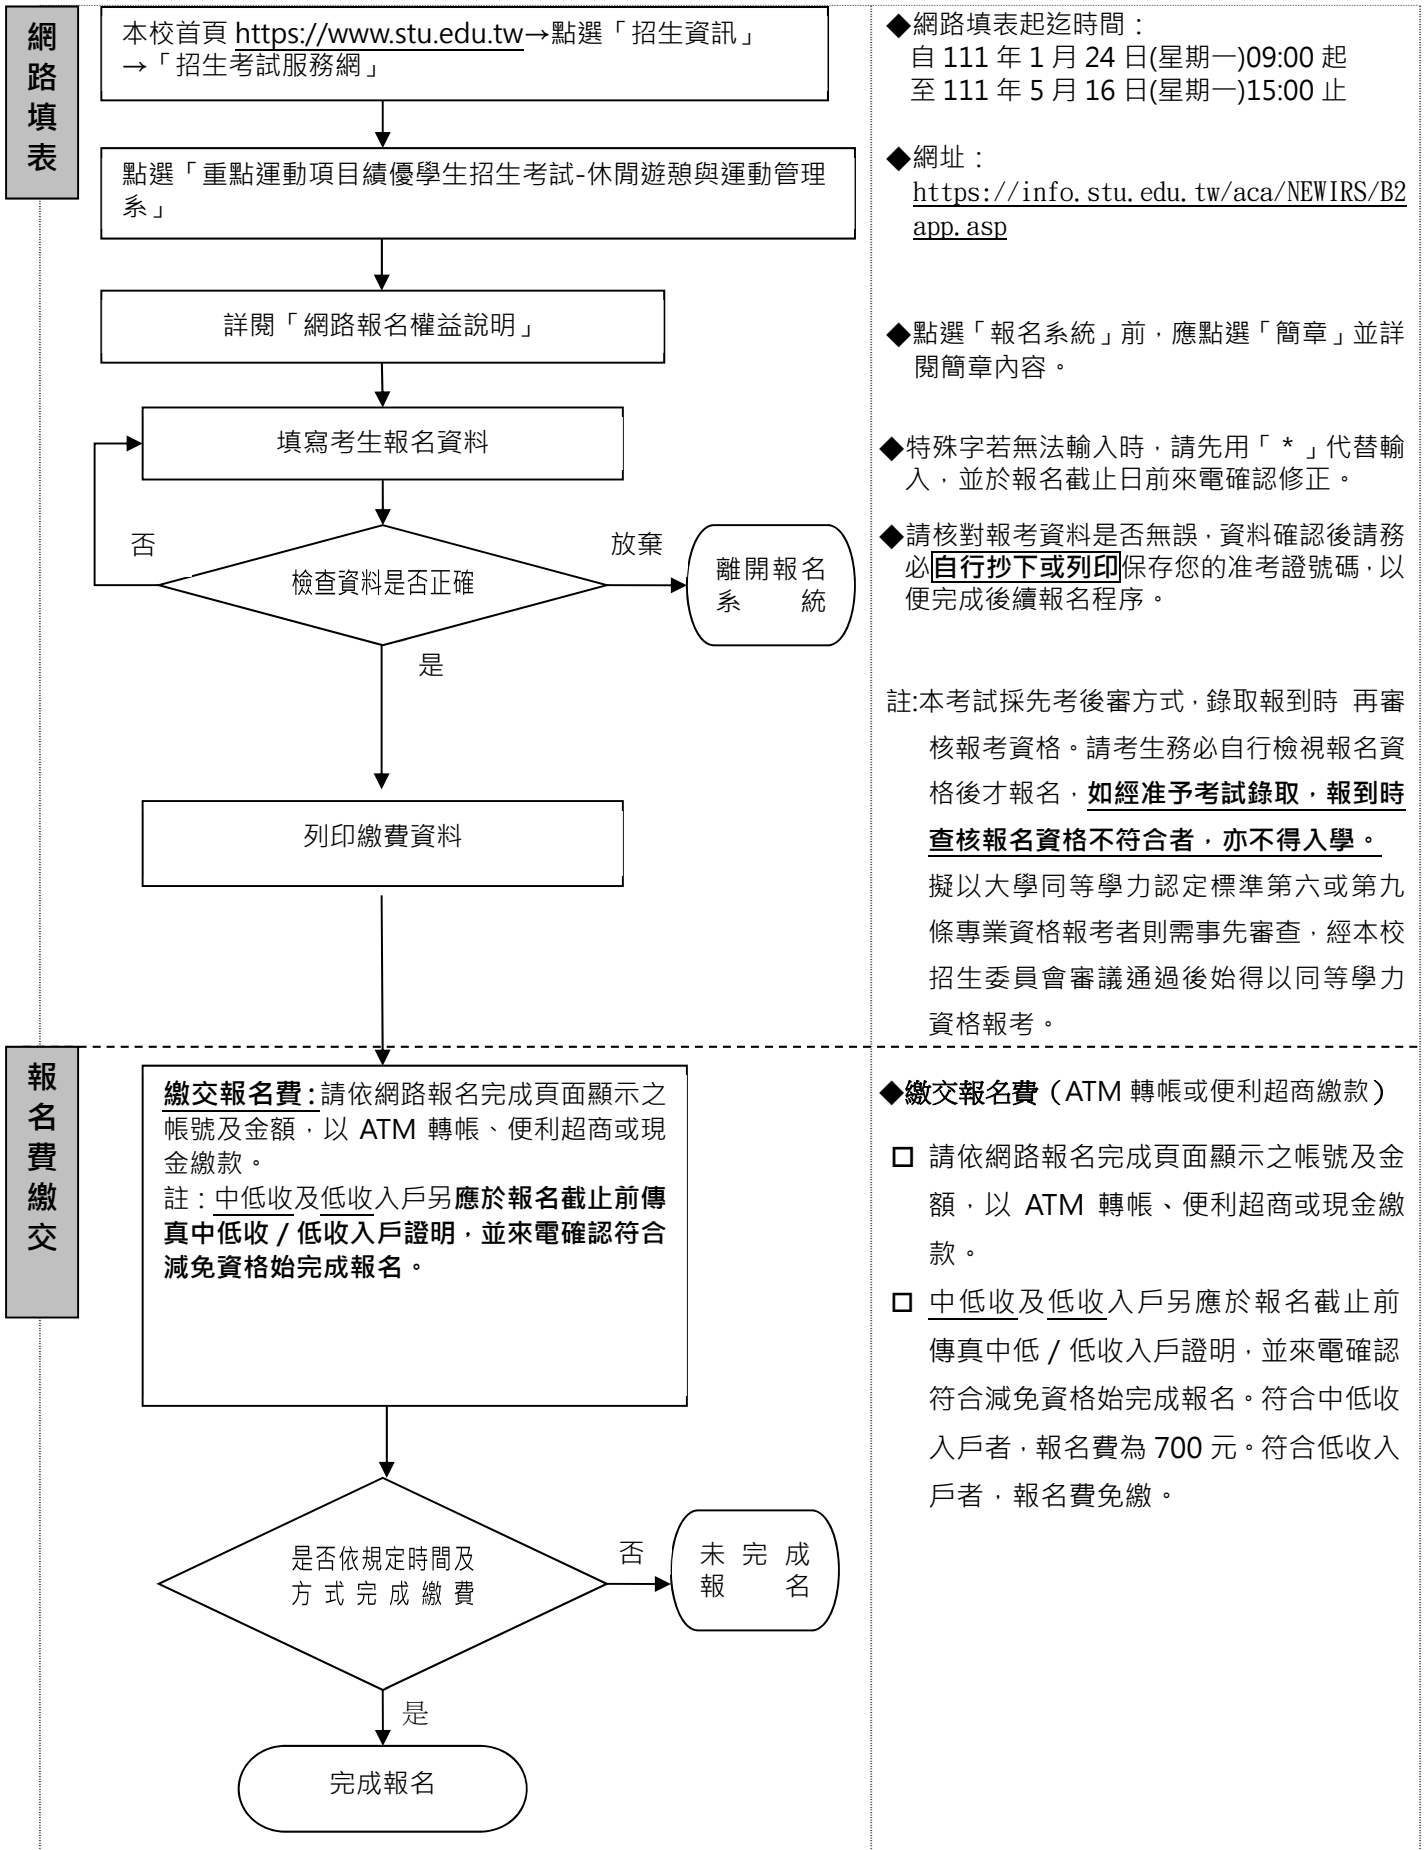 網路填表
本校首頁 https://www.stu.edu.tw→點選「招生資訊」
→「招生考試服務網」
點選「重點運動項目績優學生招生考試-休閒遊憩與運動管理
系」
詳閱「網路報名權益說明」
填寫考生報名資料
否
檢查資料是否正確
放棄
離開報名
系統
是
列印繳費資料
◆網路填表起迄時間：
自 111 年 1 月 24 日(星期一)09:00 起
至 111 年 5 月 16 日(星期一)15:00 止
◆網址：
https://info.stu.edu.tw/aca/NEWIRS/B2
app.asp
◆點選「報名系統」前，應點選「簡章」並詳
閱簡章內容。
◆特殊字若無法輸入時，請先用「 * 」代替輸
入，並於報名截止日前來電確認修正。
◆請核對報考資料是否無誤，資料確認後請務
必自行抄下或列印保存您的准考證號碼，以
便完成後續報名程序。
註:本考試採先考後審方式，錄取報到時 再審
核報考資格。請考生務必自行檢視報名資
格後才報名，如經准予考試錄取，報到時
查核報名資格不符合者，亦不得入學。
擬以大學同等學力認定標準第六或第九
條專業資格報考者則需事先審查，經本校
招生委員會審議通過後始得以同等學力
資格報考。
報名費繳交
繳交報名費：請依網路報名完成頁面顯示之
帳號及金額，以 ATM 轉帳、便利超商或現
金繳款。
註：中低收及低收入戶另應於報名截止前傳
真中低收 / 低收入戶證明，並來電確認符合
減免資格始完成報名。
是否依規定時間及
方式完成繳費
否
未完成
報名
是
完成報名
◆繳交報名費（ATM 轉帳或便利超商繳款）
□ 請依網路報名完成頁面顯示之帳號及金
額，以 ATM 轉帳、便利超商或現金繳
款。
□ 中低收及低收入戶另應於報名截止前
傳真中低 / 低收入戶證明，並來電確認
符合減免資格始完成報名。符合中低收
入戶者，報名費為 700 元。符合低收入
戶者，報名費免繳。